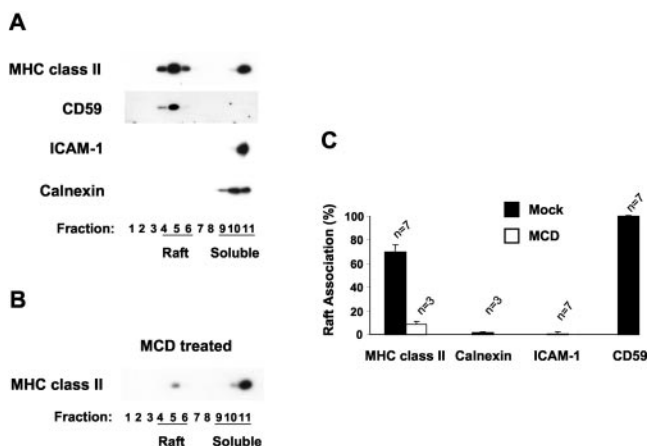 A
MHC class II
CD59
ICAM-1
Calnexin
Fraction: 1 2 3 4 5 6 7 8 9 10 11
Raft Soluble
B
MCD treated
MHC class II
Fraction: 1 2 3 4 5 6 7 8 9 10 11
Raft Soluble
C
Mock
MCD
Raft Association (%)
100
80
60
40
20
0
n=7
n=3
n=3
n=7
n=7
MHC class II Calnexin ICAM-1 CD59